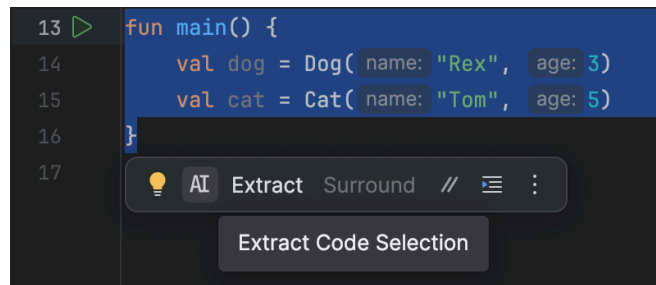 13 fun main() {
14 val dog = Dog( name: "Rex", age: 3)
15 val cat = Cat( name: "Tom", age: 5)
16 }
17
AI Extract Surround //
Extract Code Selection